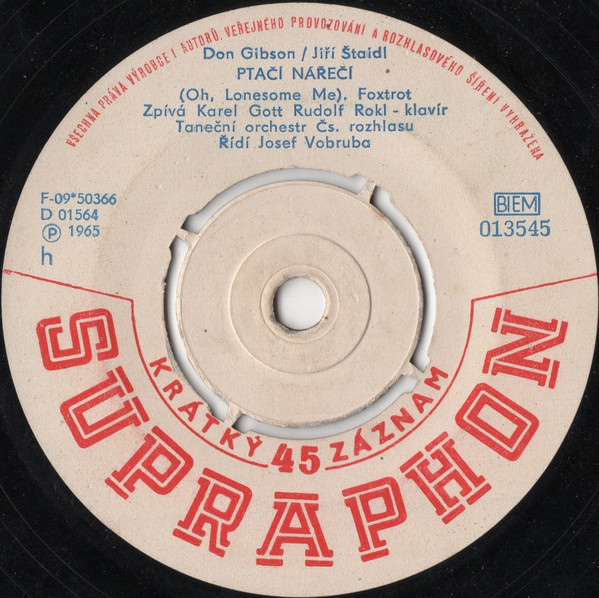 VŠECHNA PRÁVA VÝROBCE I AUTORŮ. VEŘEJNÉHO PROVOZOVÁNÍ A ROZHLASOVÉHO ŠÍŘENÍ VYHRAŽENA
Don Gibson / Jiří Štaidl
PTAČÍ NÁŘEČÍ
(Oh, Lonesome Me). Foxtrot
Zpívá Karel Gott Rudolf Rokl - klavír
Taneční orchestr Čs. rozhlasu
Řídí Josef Vobruba
F-09*50366
D 01564
Ⓟ 1965
h
BIEM
013545
KRÁTKÝ 45 ZÁZNAM
SUPRAPHON